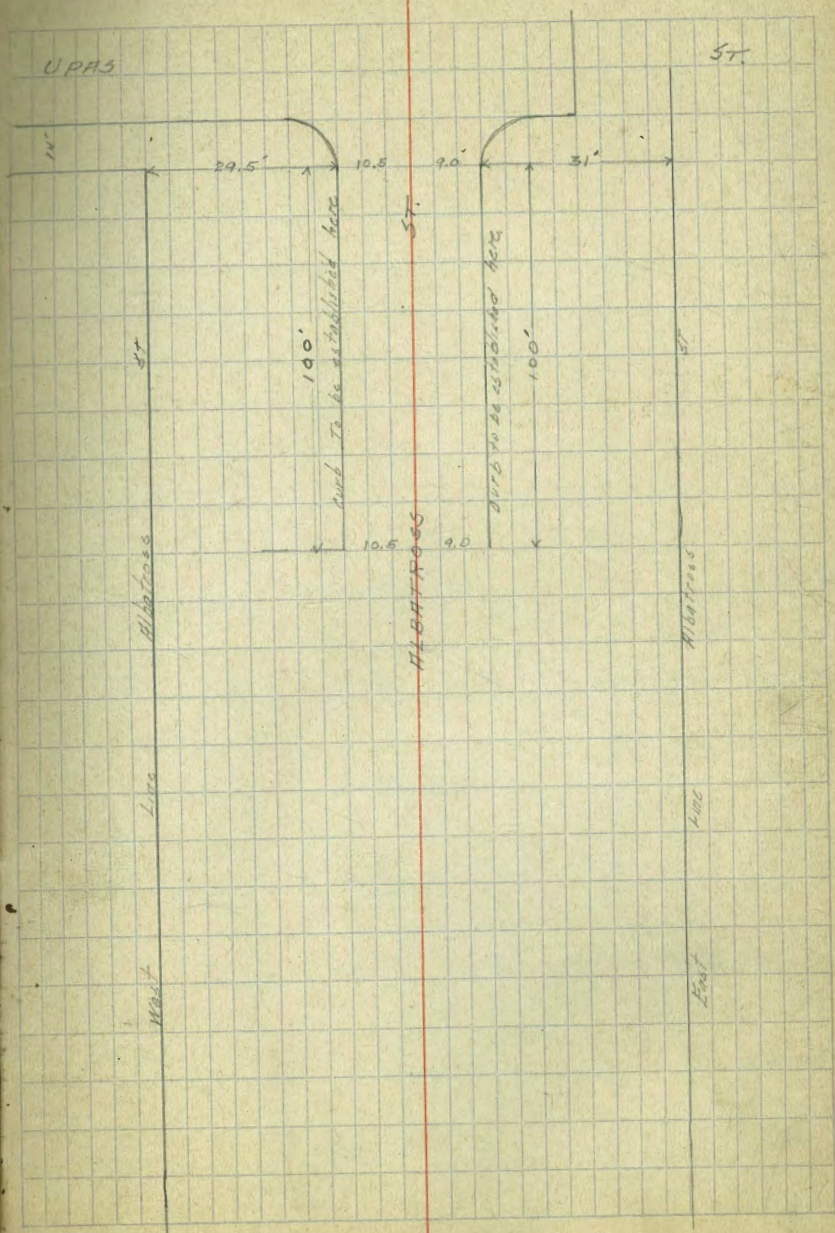 UPAS ST.
14'
29.5' 10.5 9.0' 31'
100'
curb to be established here
ALBATROSS ST.
curb to be established here
100'
10.5 9.0
West Line Albatross ST
East Line Albatross ST